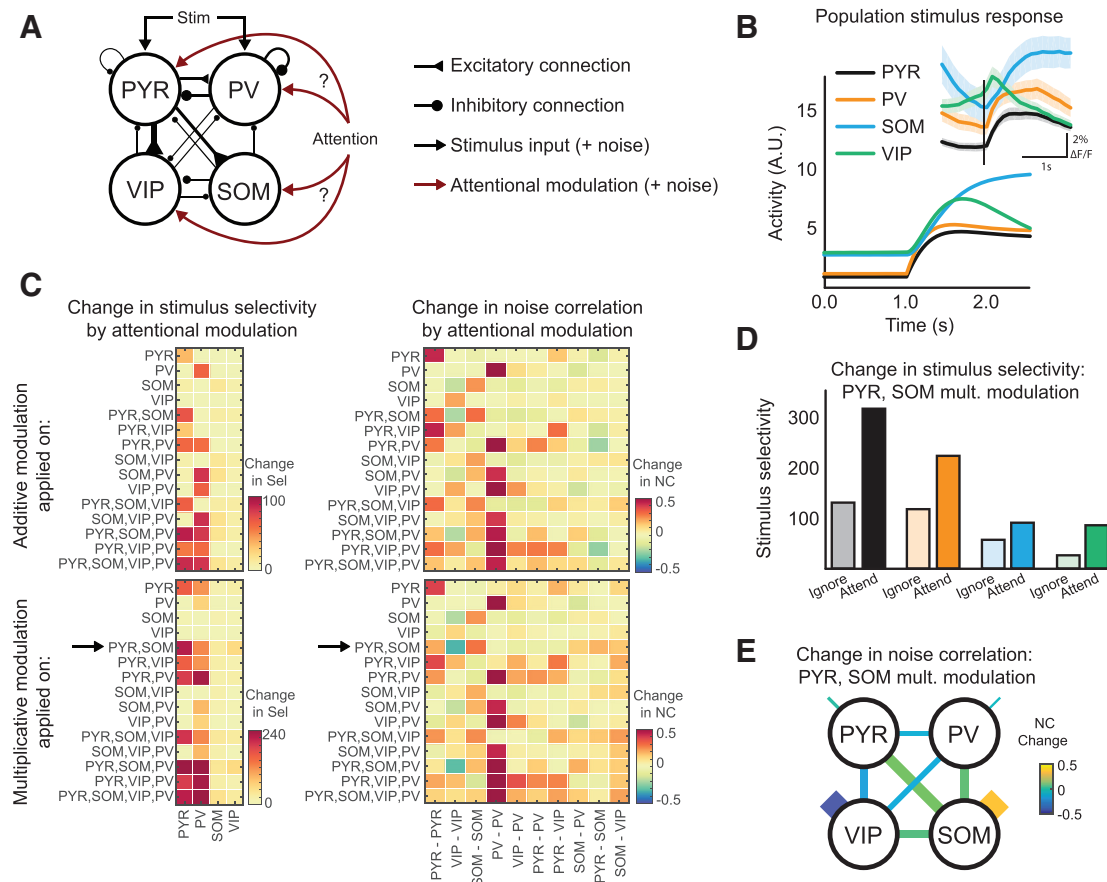 A
Stim
PYR
PV
VIP
SOM
?
?
Attention
Excitatory connection
Inhibitory connection
Stimulus input (+ noise)
Attentional modulation (+ noise)
B
Population stimulus response
PYR
PV
SOM
VIP
2%
ΔF/F
1s
Activity (A.U.)
15
10
5
0.0
1.0
2.0
Time (s)
C
Change in stimulus selectivity
by attentional modulation
Change in noise correlation
by attentional modulation
Additive modulation
applied on:
PYR
PV
SOM
VIP
PYR,SOM
PYR,VIP
PYR,PV
SOM,VIP
SOM,PV
VIP,PV
PYR,SOM,VIP
SOM,VIP,PV
PYR,SOM,PV
PYR,VIP,PV
PYR,SOM,VIP,PV
Change
in Sel
100
0
PYR
PV
SOM
VIP
PYR,SOM
PYR,VIP
PYR,PV
SOM,VIP
SOM,PV
VIP,PV
PYR,SOM,VIP
SOM,VIP,PV
PYR,SOM,PV
PYR,VIP,PV
PYR,SOM,VIP,PV
Change
in NC
0.5
-0.5
Multiplicative modulation
applied on:
PYR
PV
SOM
VIP
PYR,SOM
PYR,VIP
PYR,PV
SOM,VIP
SOM,PV
VIP,PV
PYR,SOM,VIP
SOM,VIP,PV
PYR,SOM,PV
PYR,VIP,PV
PYR,SOM,VIP,PV
Change
in Sel
240
0
PYR
PV
SOM
VIP
PYR
PV
SOM
VIP
PYR,SOM
PYR,VIP
PYR,PV
SOM,VIP
SOM,PV
VIP,PV
PYR,SOM,VIP
SOM,VIP,PV
PYR,SOM,PV
PYR,VIP,PV
PYR,SOM,VIP,PV
Change
in NC
0.5
-0.5
PYR - PYR
VIP - VIP
SOM - SOM
PV - PV
VIP - PV
PYR - PV
PYR - VIP
SOM - PV
PYR - SOM
SOM - VIP
D
Change in stimulus selectivity:
PYR, SOM mult. modulation
Stimulus selectivity
300
200
100
Ignore
Attend
Ignore
Attend
Ignore
Attend
Ignore
Attend
E
Change in noise correlation:
PYR, SOM mult. modulation
PYR
PV
VIP
SOM
NC
Change
0.5
-0.5